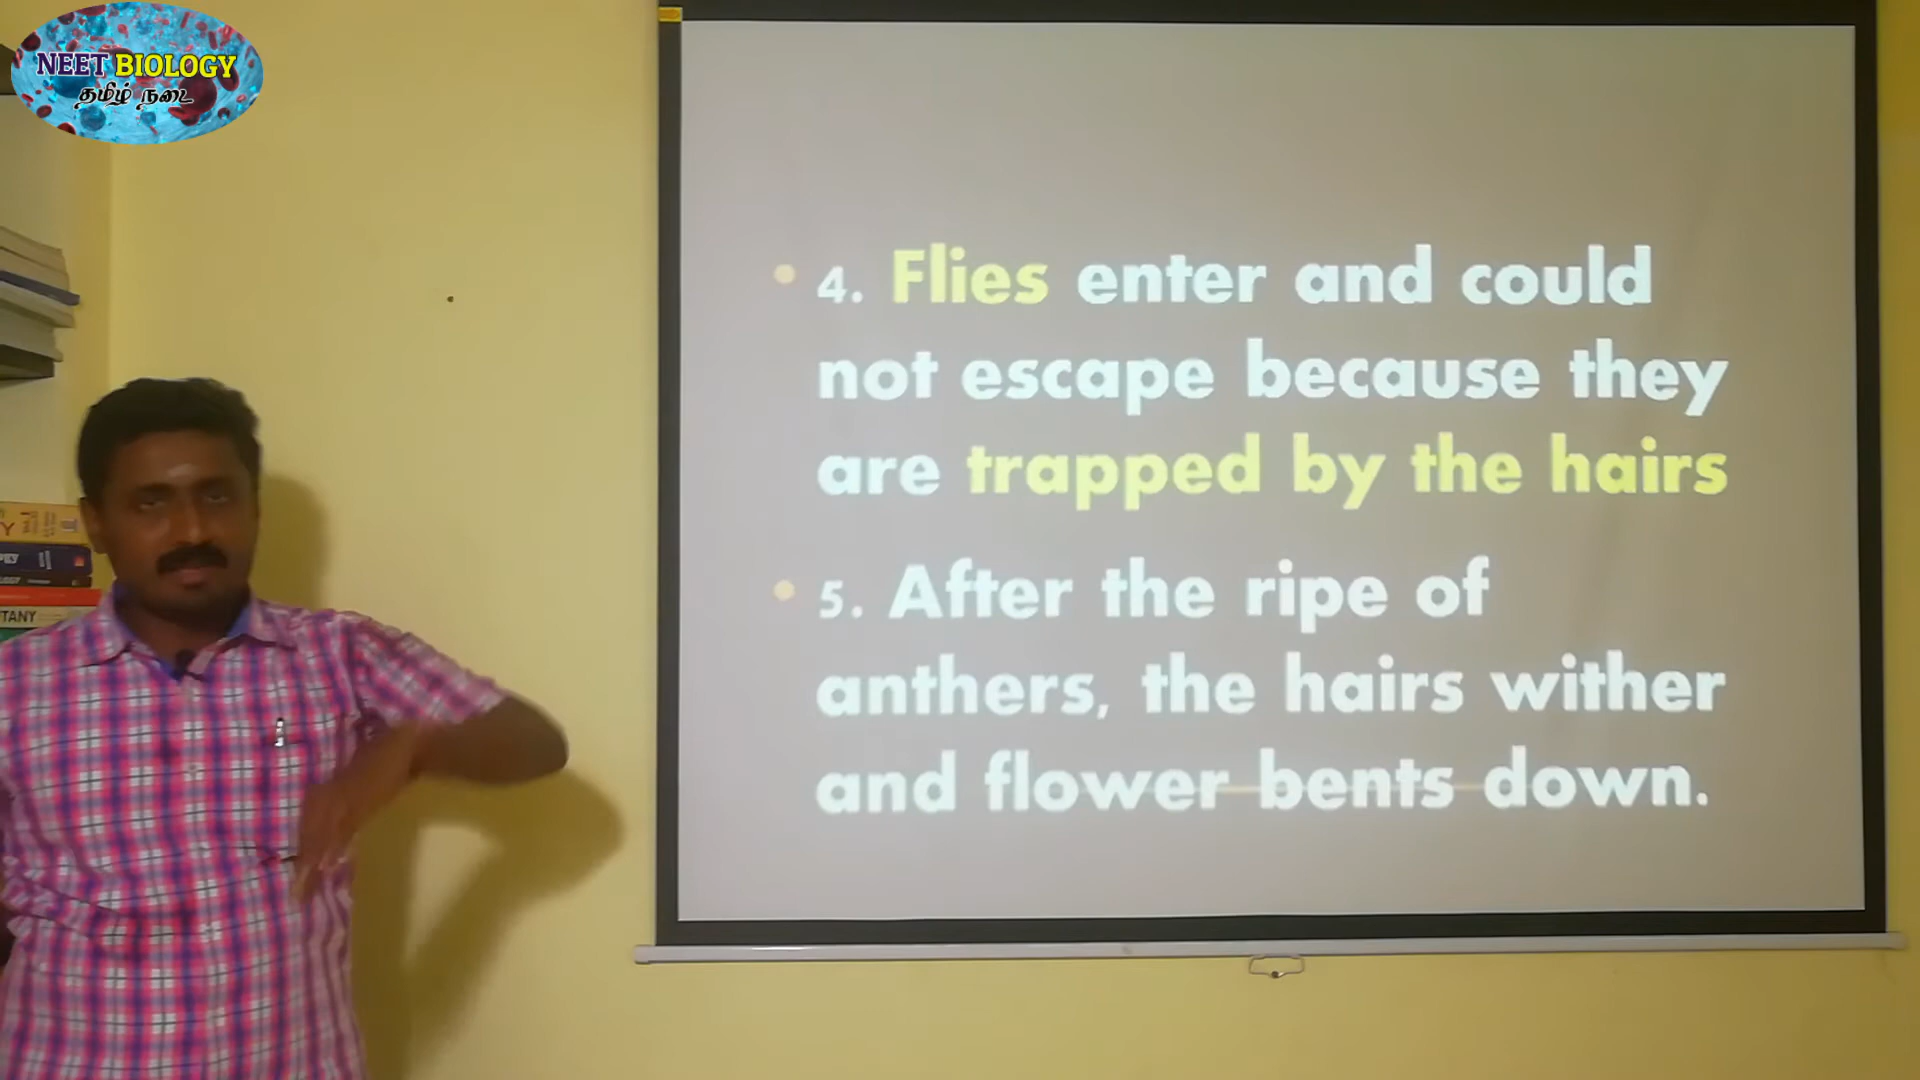 NEET BIOLOGY
தமிழ் நடை
• 4. Flies enter and could
not escape because they
are trapped by the hairs
• 5. After the ripe of
anthers, the hairs wither
and flower bents down.